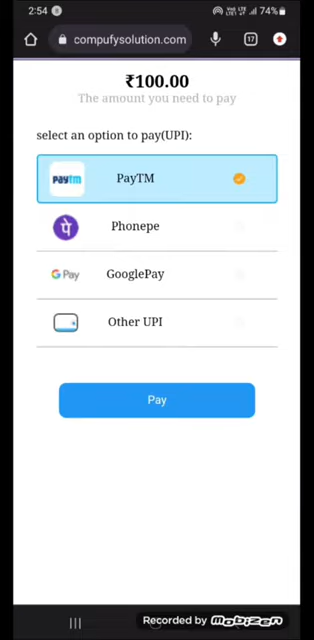 2:54 74%
compufysolution.com 17
₹100.00
The amount you need to pay
select an option to pay(UPI):
paytm PayTM
पे Phonepe
G Pay GooglePay
Other UPI
Pay
Recorded by MOBIZEN